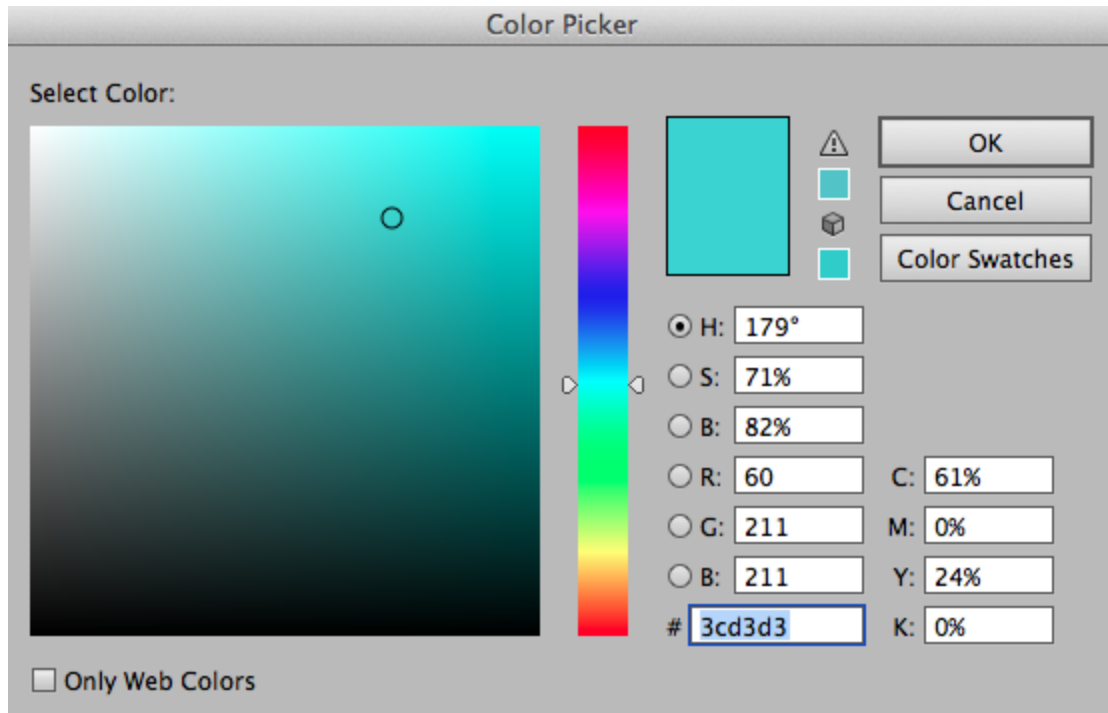 Color Picker
Select Color:
OK
Cancel
Color Swatches
H: 179°
S: 71%
B: 82%
R: 60 C: 61%
G: 211 M: 0%
B: 211 Y: 24%
# 3cd3d3 K: 0%
Only Web Colors